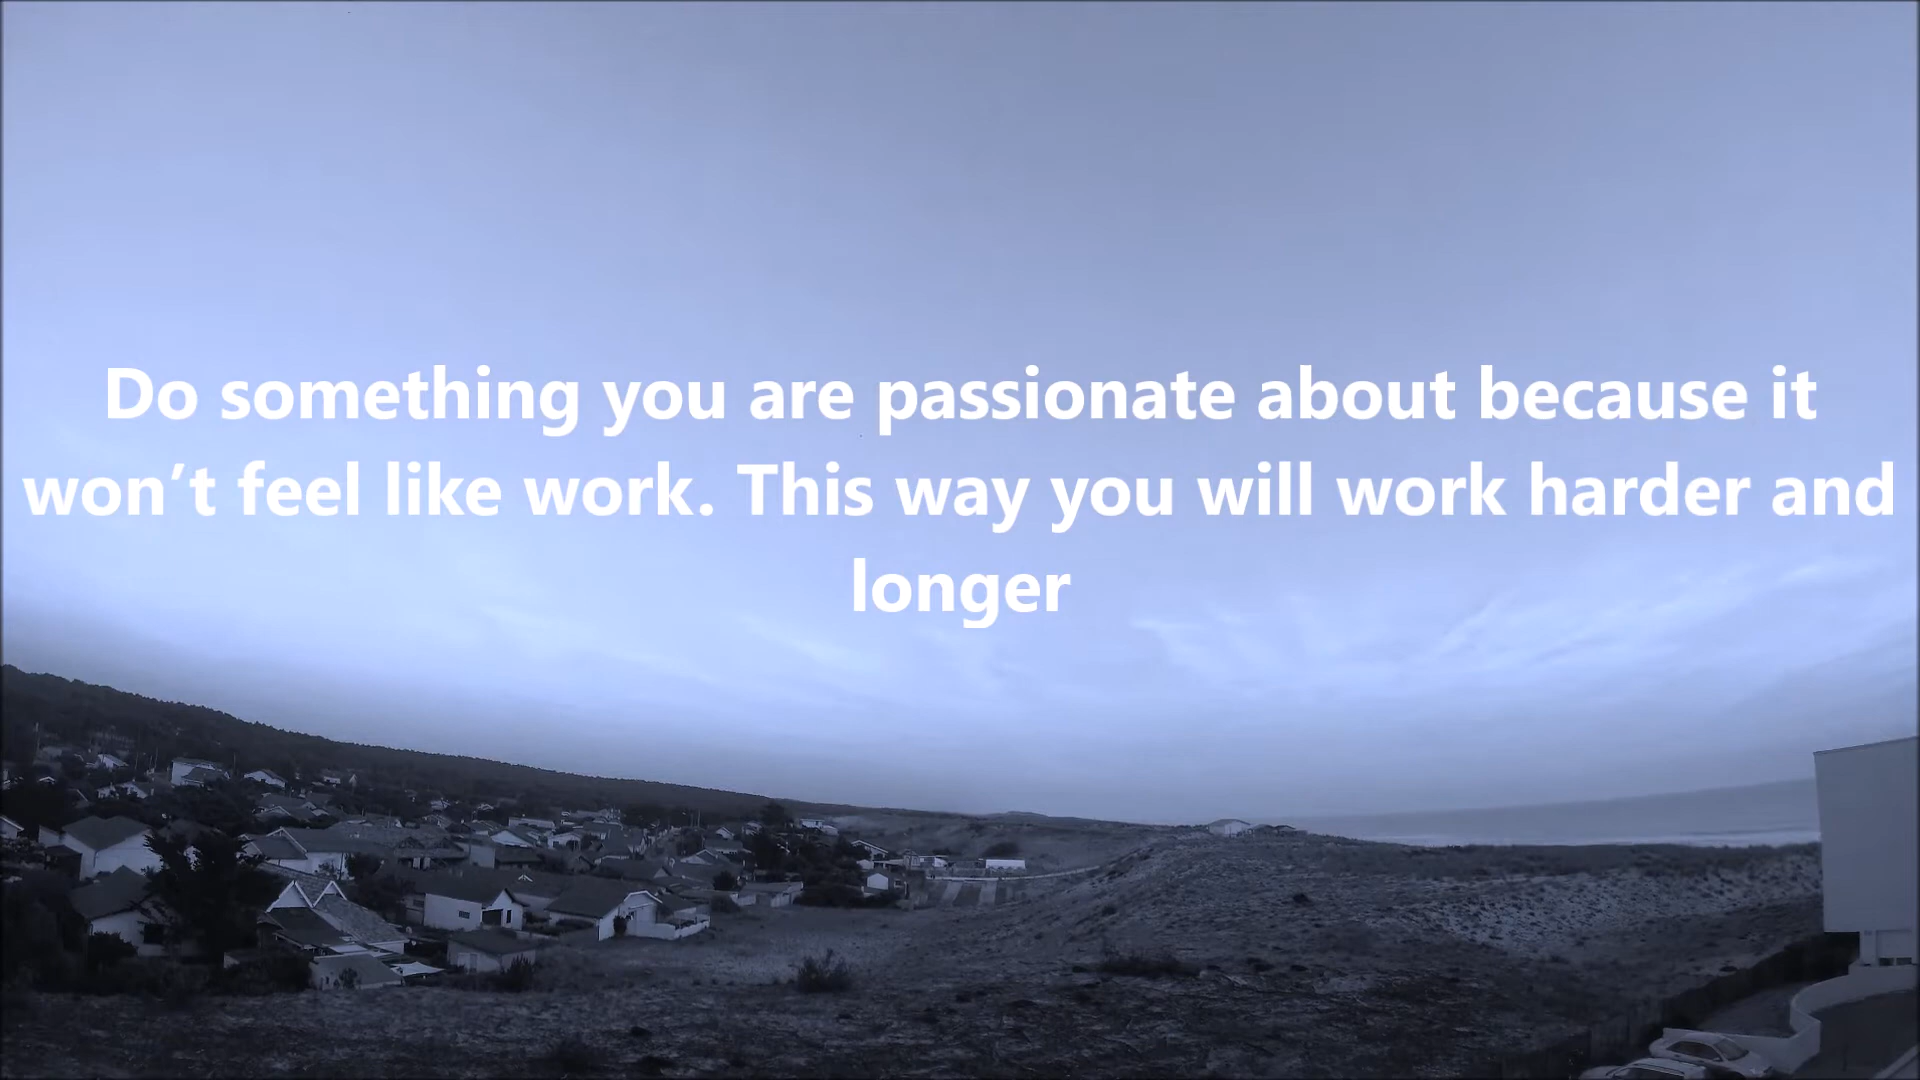 Do something you are passionate about because it
won’t feel like work. This way you will work harder and
longer